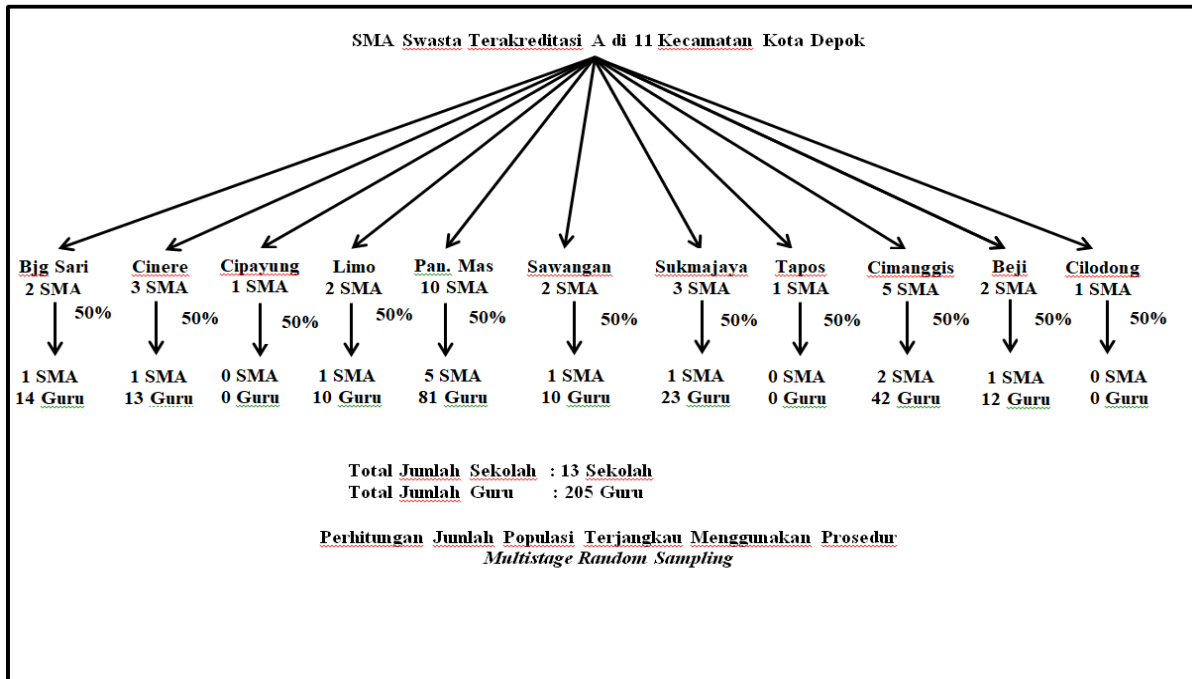 SMA Swasta Terakreditasi A di 11 Kecamatan Kota Depok
Bjg Sari Cinere Cipayung Limo Pan. Mas Sawangan Sukmajaya Tapos Cimanggis Beji Cilodong
2 SMA 3 SMA 1 SMA 2 SMA 10 SMA 2 SMA 3 SMA 1 SMA 5 SMA 2 SMA 1 SMA
50% 50% 50% 50% 50% 50% 50% 50% 50% 50% 50%
1 SMA 1 SMA 0 SMA 1 SMA 5 SMA 1 SMA 1 SMA 0 SMA 2 SMA 1 SMA 0 SMA
14 Guru 13 Guru 0 Guru 10 Guru 81 Guru 10 Guru 23 Guru 0 Guru 42 Guru 12 Guru 0 Guru
Total Jumlah Sekolah : 13 Sekolah
Total Jumlah Guru : 205 Guru
Perhitungan Jumlah Populasi Terjangkau Menggunakan Prosedur
Multistage Random Sampling